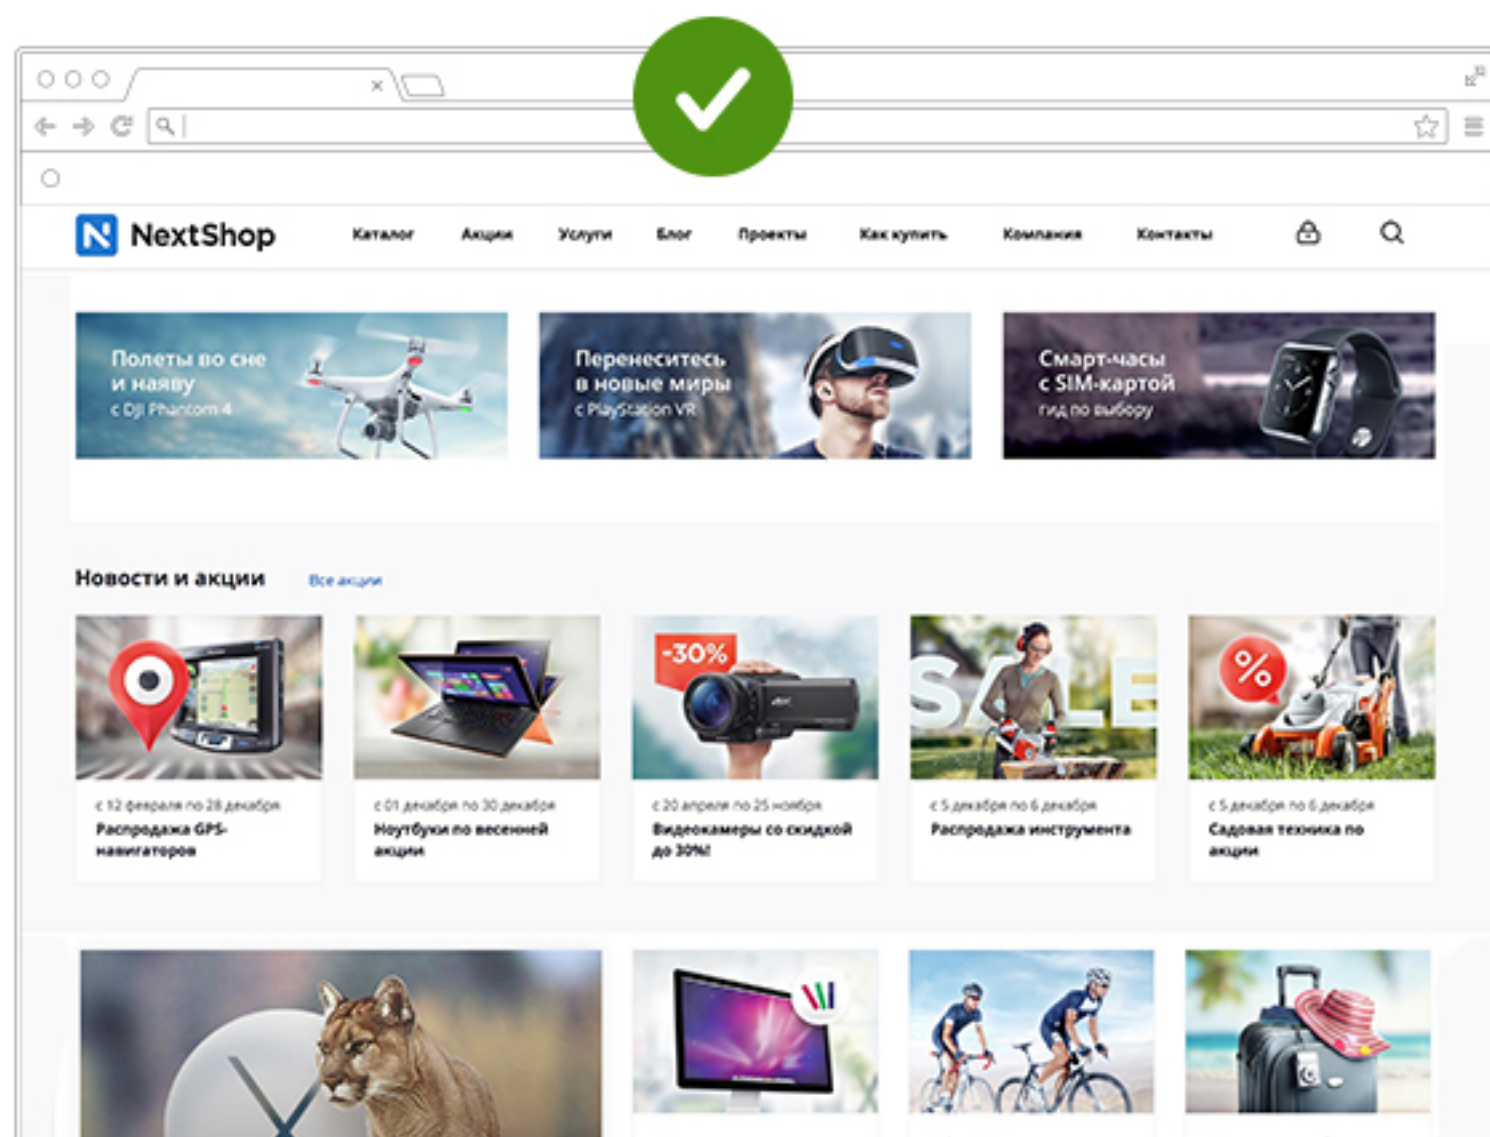 NextShop
Каталог
Акции
Услуги
Блог
Проекты
Как купить
Компания
Контакты
Полеты во сне
и наяву
с DJI Phantom 4
Перенеситесь
в новые миры
с PlayStation VR
Смарт-часы
с SIM-картой
гид по выбору
Новости и акции
Все акции
-30%
4K
SALE
%
с 12 февраля по 28 декабря
Распродажа GPS-
навигаторов
с 01 декабря по 30 декабря
Ноутбуки по весенней
акции
с 20 апреля по 25 ноября
Видеокамеры со скидкой
до 30%!
с 5 декабря по 6 декабря
Распродажа инструмента
с 5 декабря по 6 декабря
Садовая техника по
акции